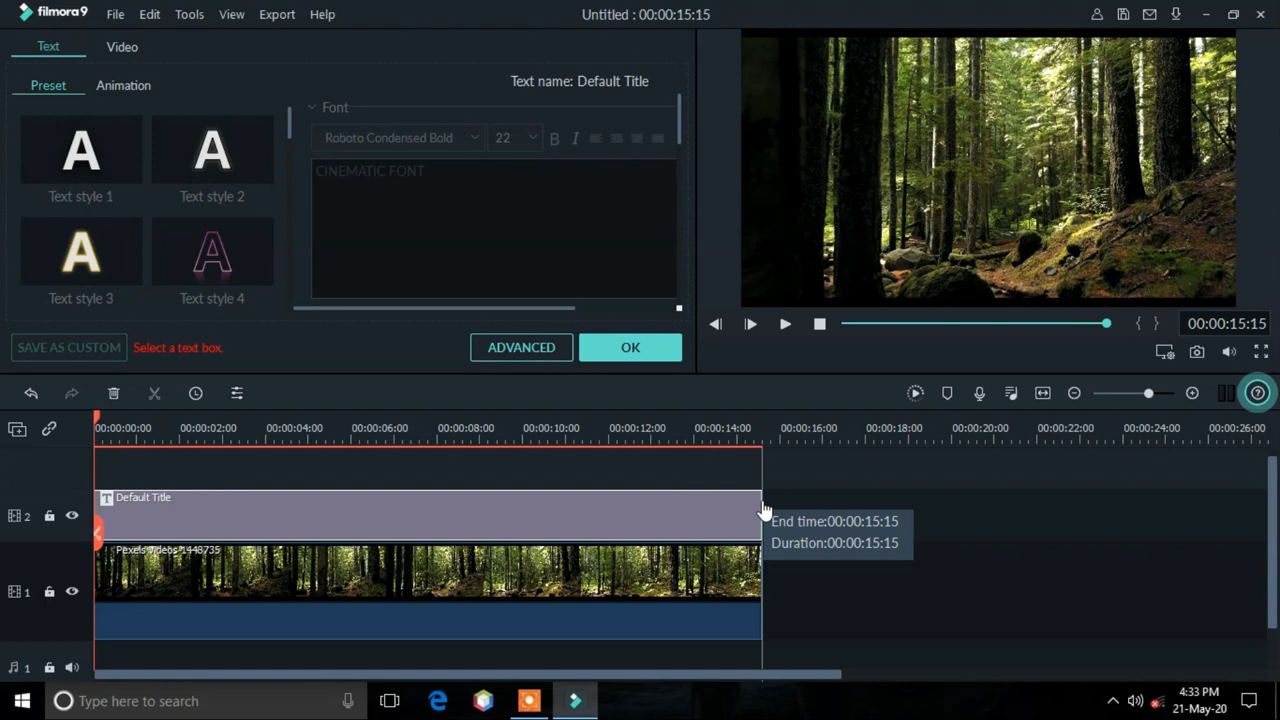 filmora9 File Edit Tools View Export Help Untitled : 00:00:15:15
Text Video
Preset Animation Text name: Default Title
Font
Roboto Condensed Bold 22 B I
CINEMATIC FONT
A A
Text style 1 Text style 2
A A
Text style 3 Text style 4
{ } 00:00:15:15
SAVE AS CUSTOM Select a text box. ADVANCED OK
00:00:00:00 00:00:02:00 00:00:04:00 00:00:06:00 00:00:08:00 00:00:10:00 00:00:12:00 00:00:14:00 00:00:16:00 00:00:18:00 00:00:20:00 00:00:22:00 00:00:24:00 00:00:26:00
T Default Title
2
End time:00:00:15:15
Duration:00:00:15:15
Pexels Videos 1448735
1
1
Type here to search
4:33 PM
21-May-20